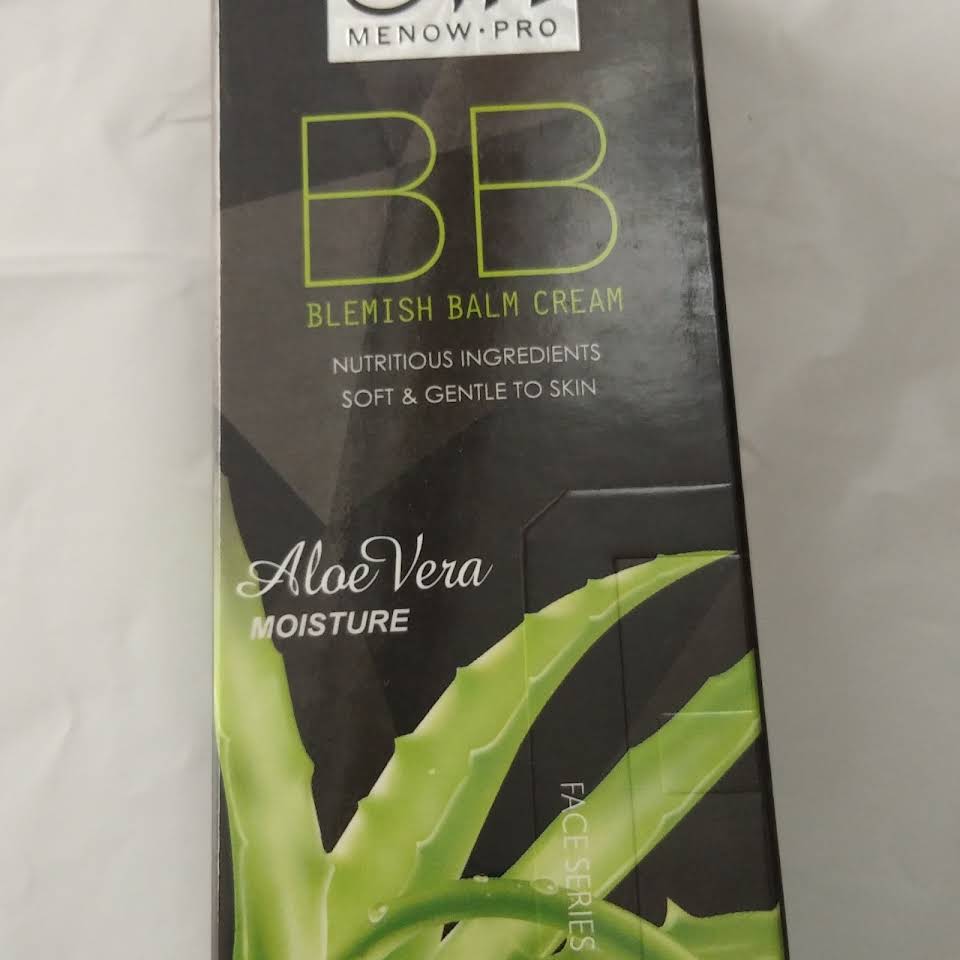 MENOW·PRO
BB
BLEMISH BALM CREAM
NUTRITIOUS INGREDIENTS
SOFT & GENTLE TO SKIN
Aloe Vera
MOISTURE
FACE SERIES